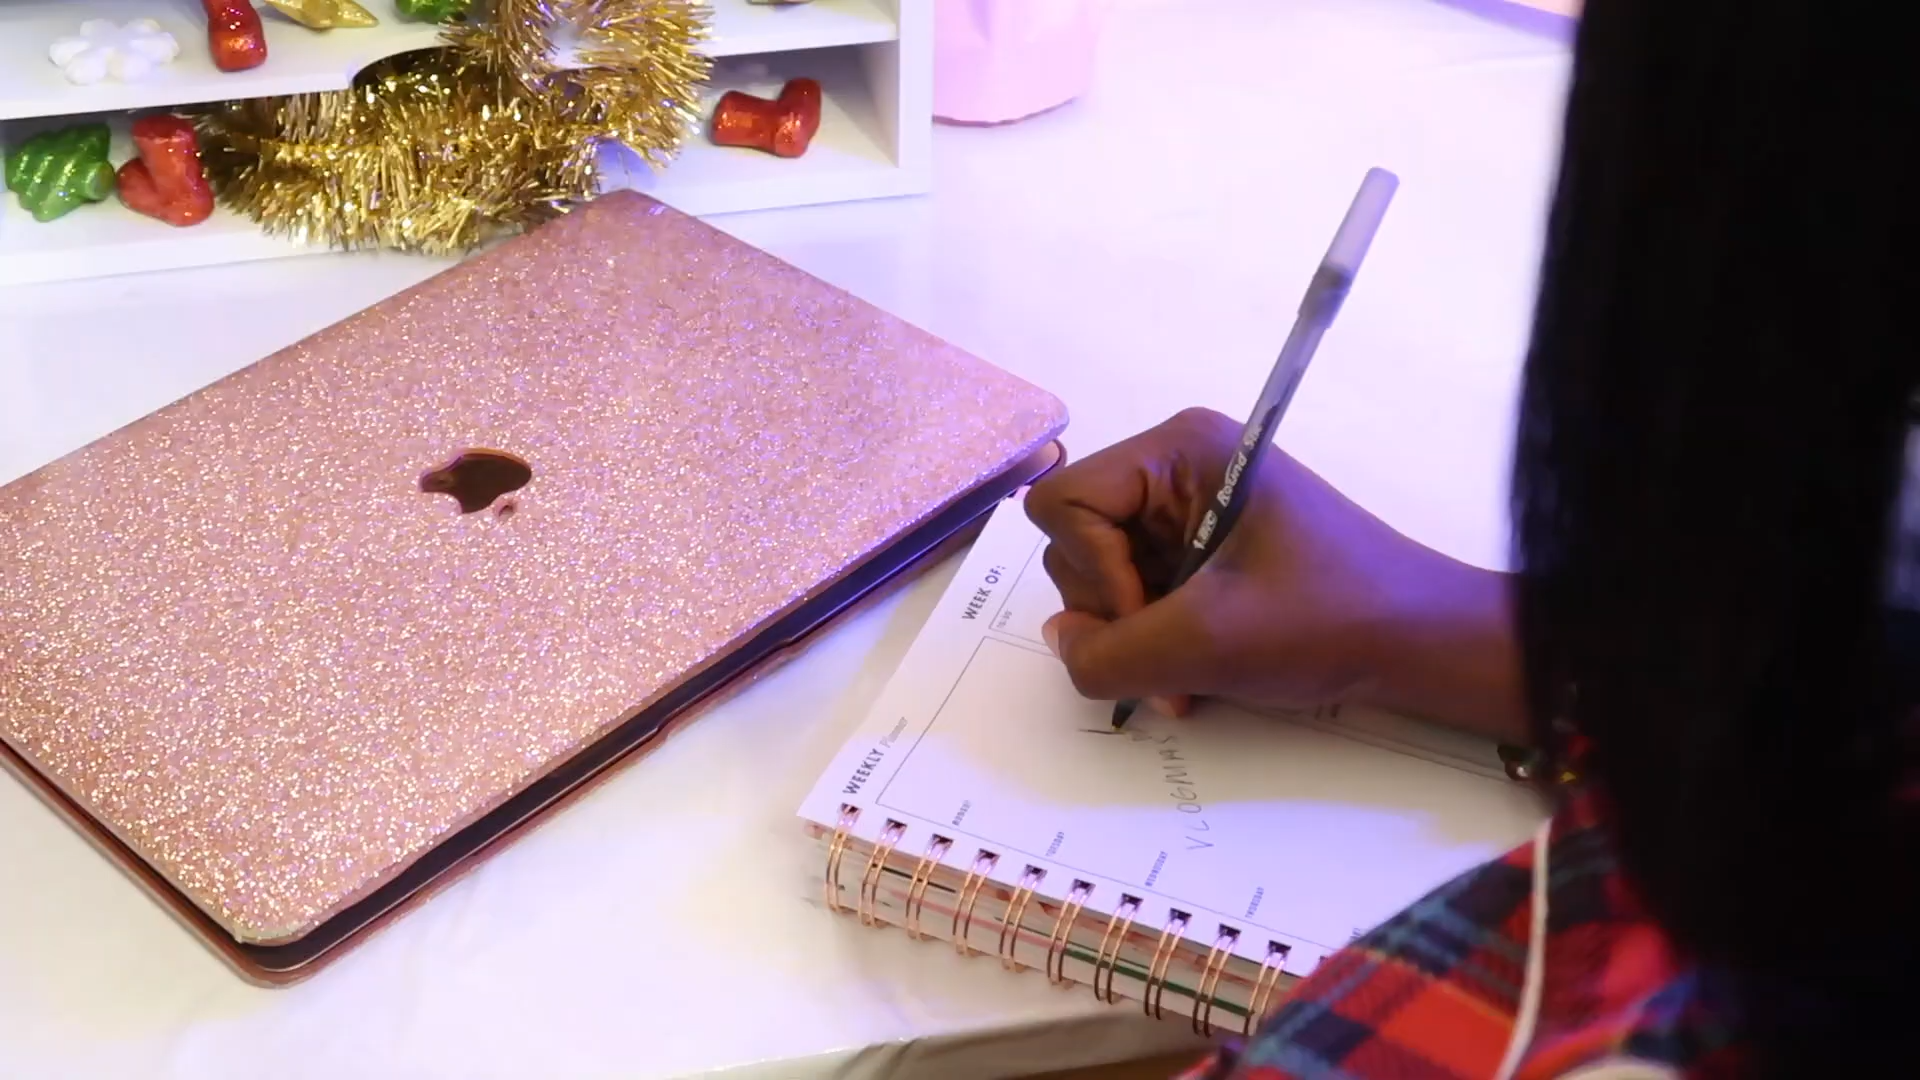 WEEK OF:
WEEKLY Planner
MONDAY
TUESDAY
WEDNESDAY
THURSDAY
VLOGMAS
BIC Round Stic